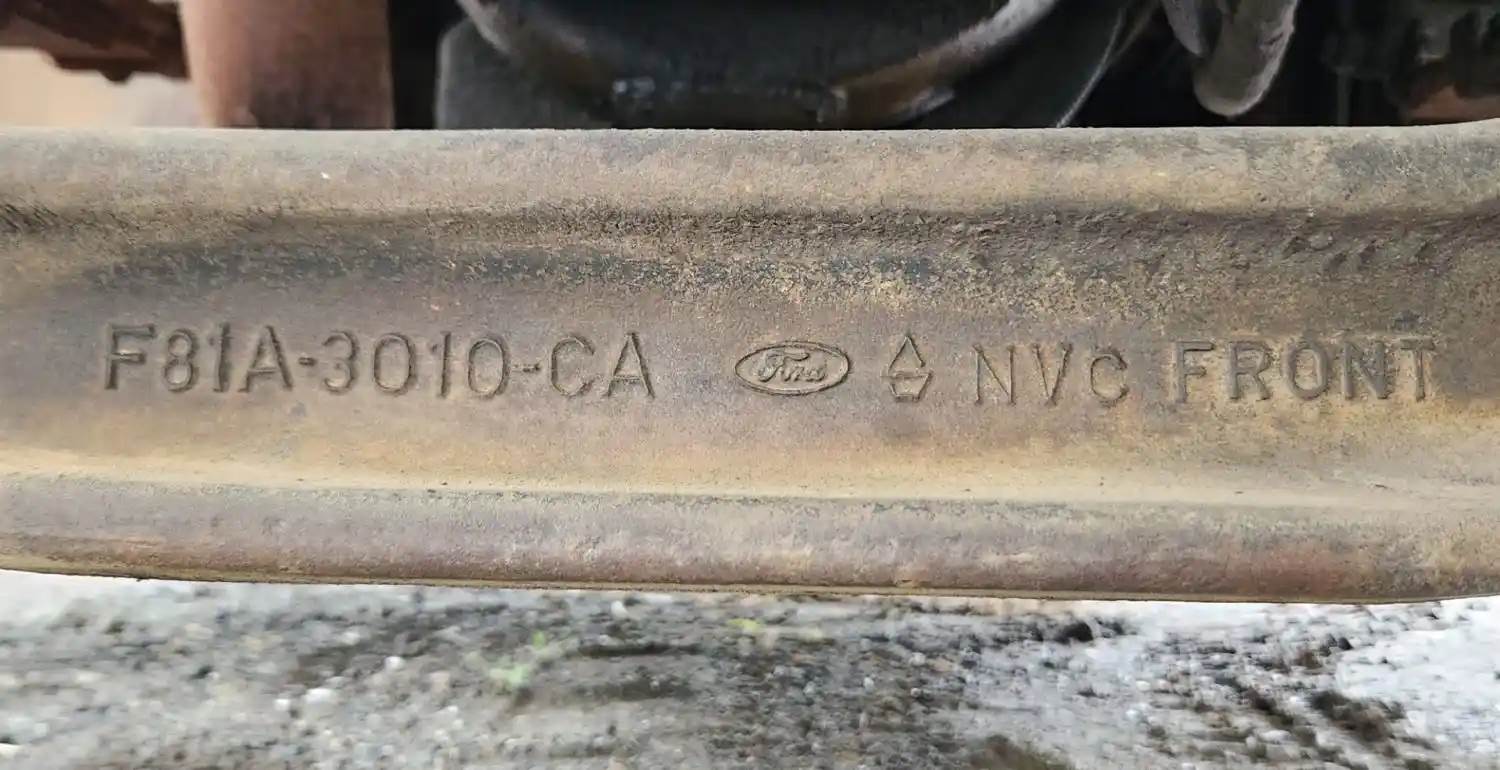 F81A-3010-CA Ford NVC FRONT